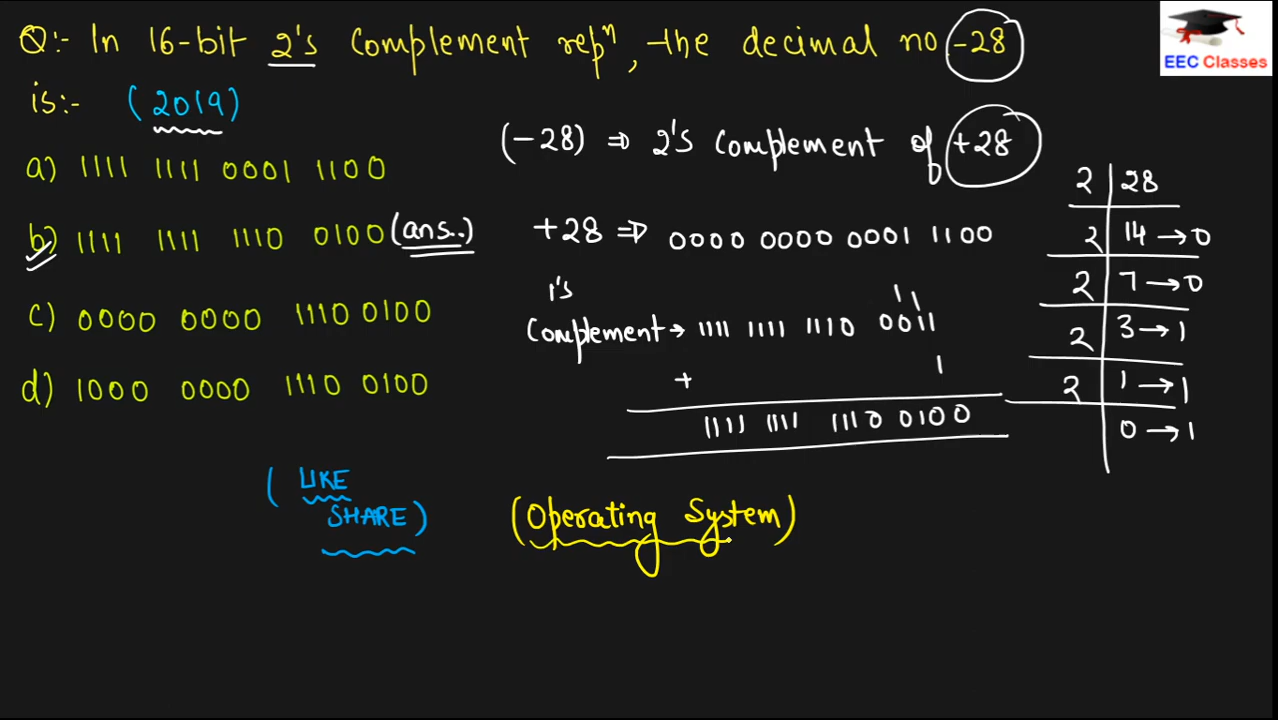 Q:- In 16-bit 2's complement repⁿ, the decimal no -28
is:- (2019)
EEC Classes
a) 1111 1111 0001 1100
b) 1111 1111 1110 0100 (ans..)
c) 0000 0000 1110 0100
d) 1000 0000 1110 0100
(-28) ⇒ 2's complement of +28
+28 ⇒ 0000 0000 0001 1100
1's 1 1
Complement → 1111 1111 1110 0011
+ 1
1111 1111 1110 0100
2 28
2 14 → 0
2 7 → 0
2 3 → 1
2 1 → 1
0 → 1
( LIKE
SHARE )
(Operating System)